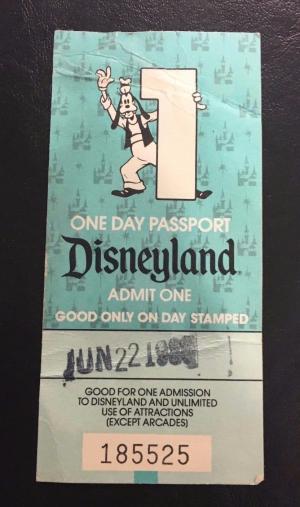 1
ONE DAY PASSPORT
Disneyland®
ADMIT ONE
GOOD ONLY ON DAY STAMPED
JUN 22
GOOD FOR ONE ADMISSION
TO DISNEYLAND AND UNLIMITED
USE OF ATTRACTIONS
(EXCEPT ARCADES)
185525